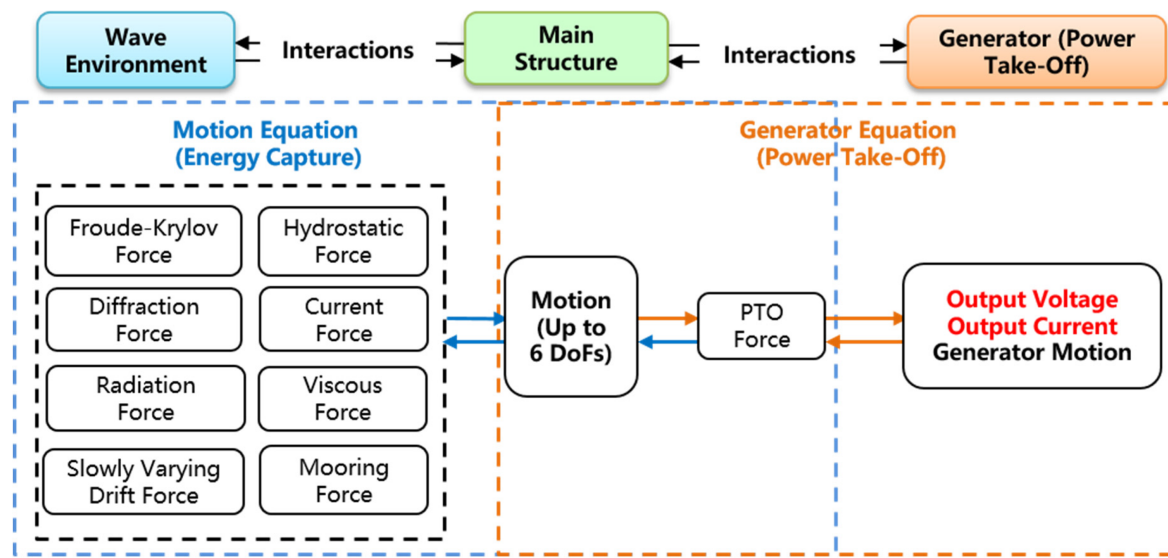 Wave
Environment
Interactions
Main
Structure
Interactions
Generator (Power
Take-Off)
Motion Equation
(Energy Capture)
Generator Equation
(Power Take-Off)
Froude-Krylov
Force
Hydrostatic
Force
Diffraction
Force
Current
Force
Radiation
Force
Viscous
Force
Slowly Varying
Drift Force
Mooring
Force
Motion
(Up to
6 DoFs)
PTO
Force
Output Voltage
Output Current
Generator Motion